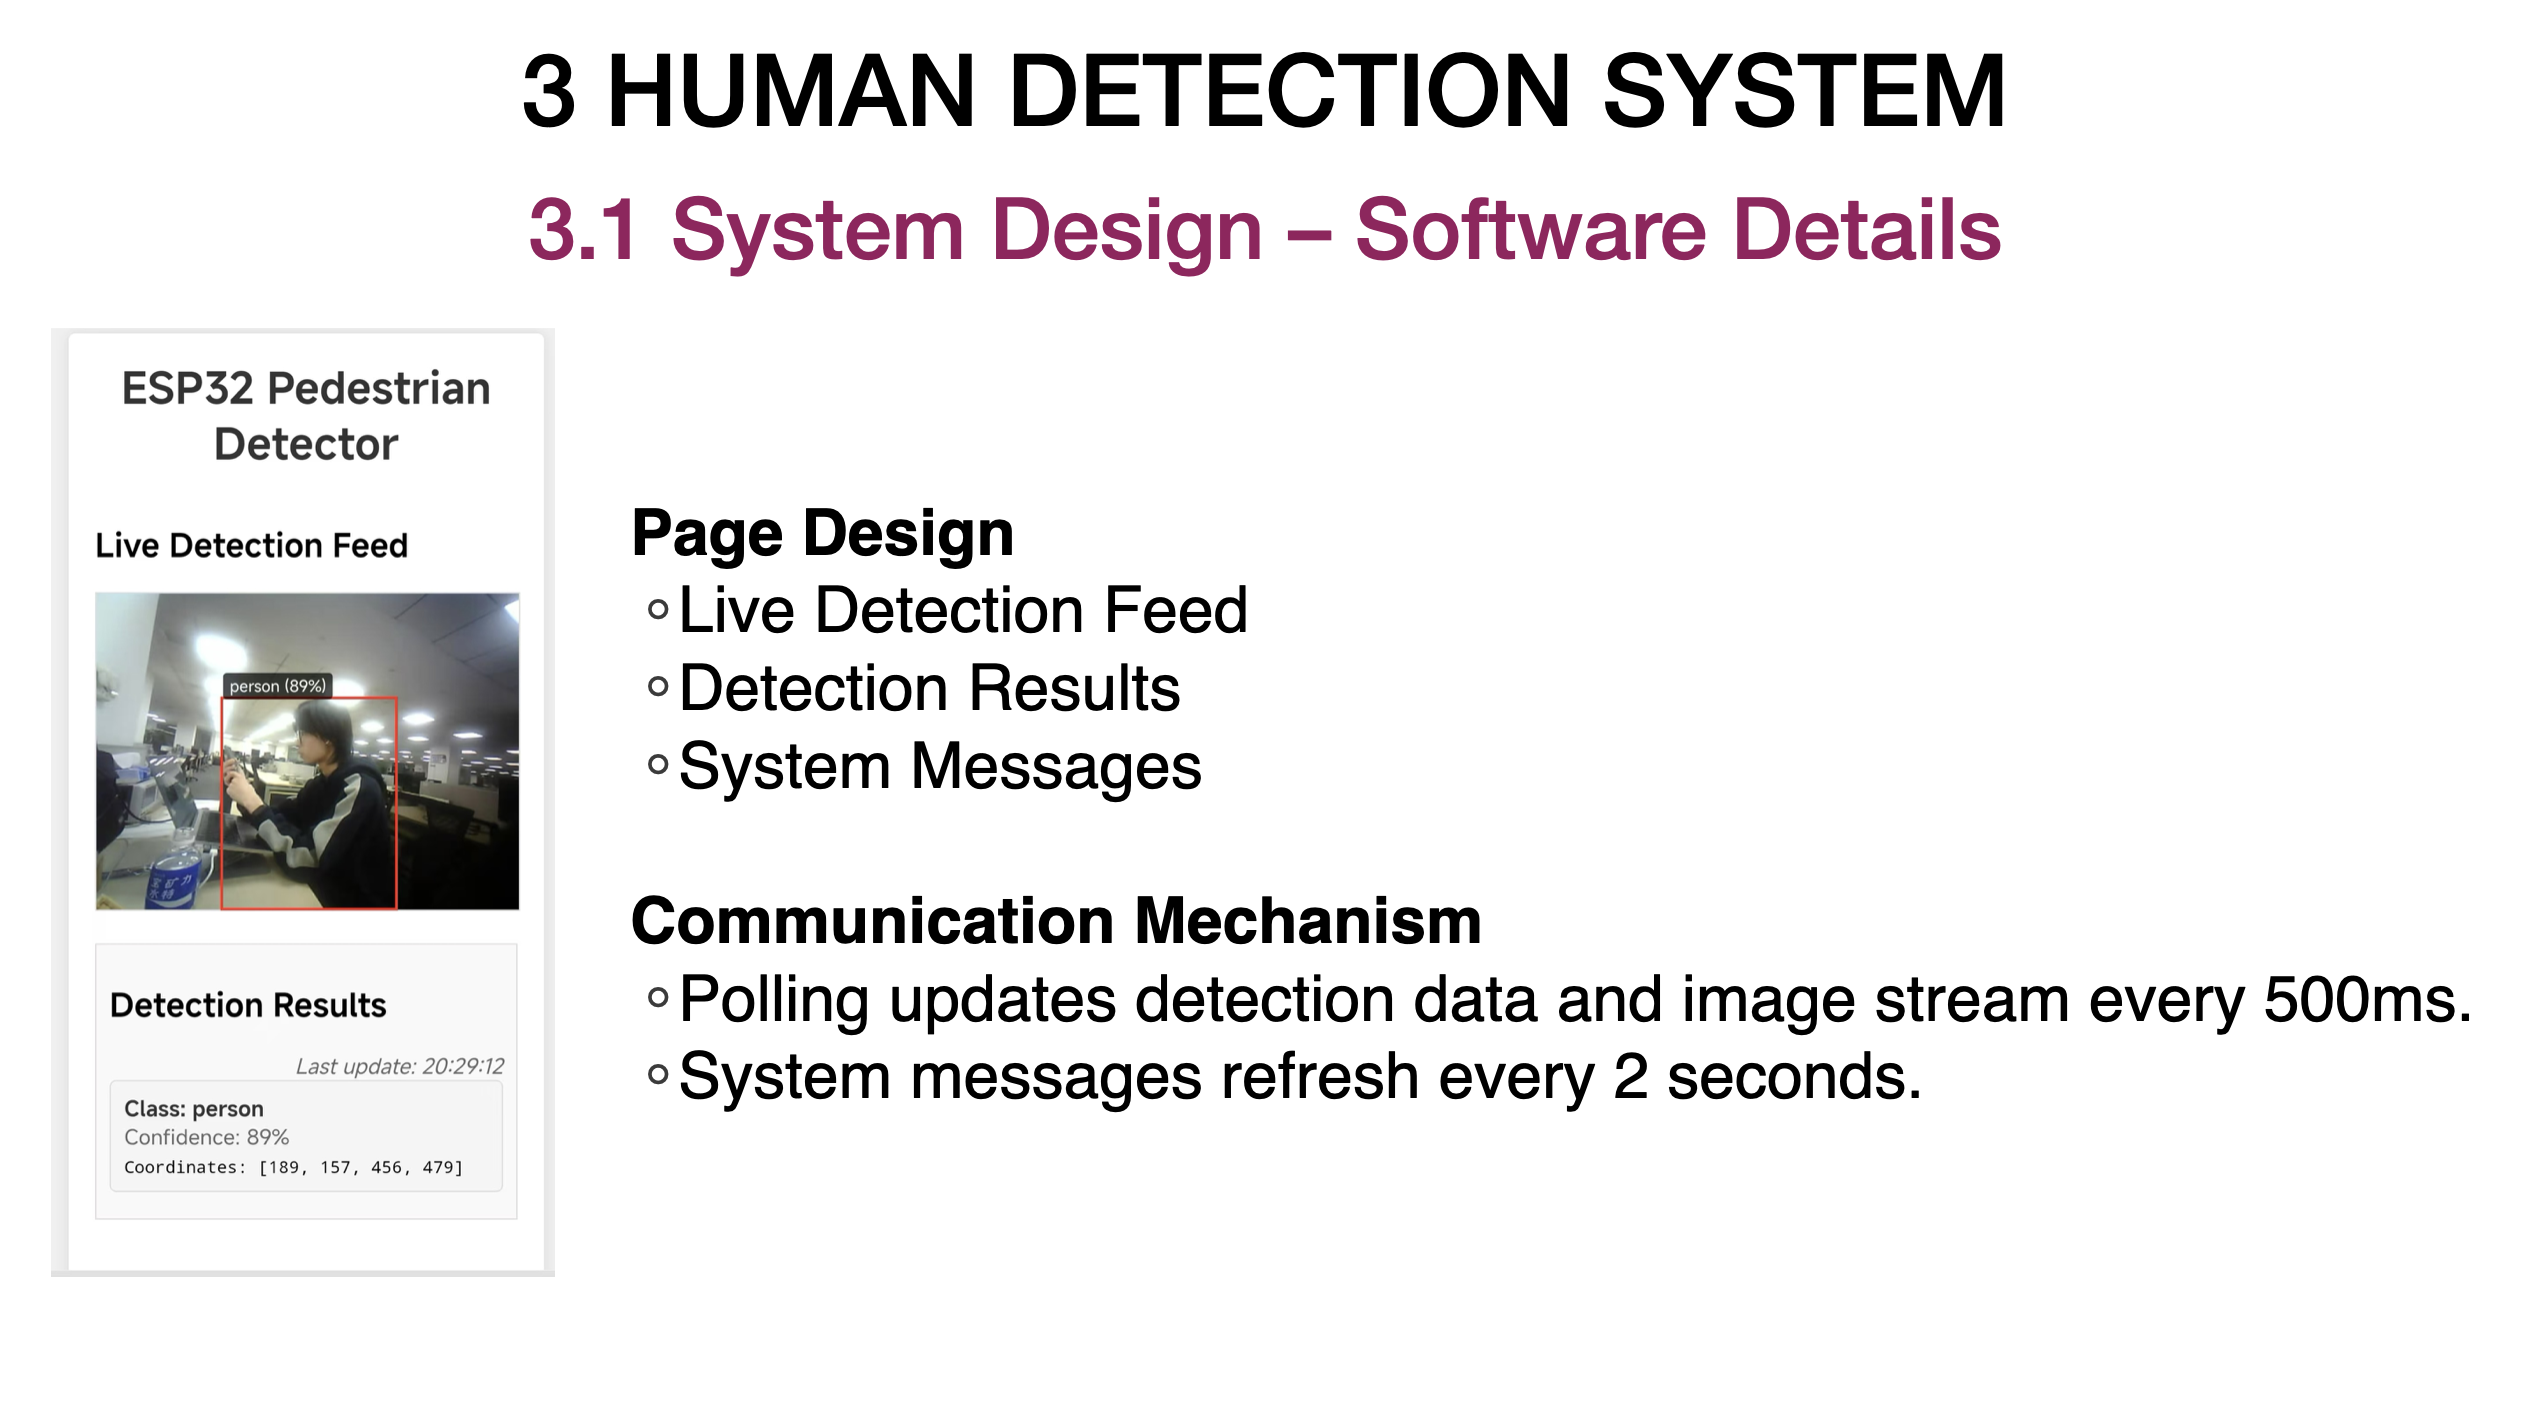 3 HUMAN DETECTION SYSTEM
3.1 System Design – Software Details
ESP32 Pedestrian
Detector
Live Detection Feed
person (89%)
Detection Results
Last update: 20:29:12
Class: person
Confidence: 89%
Coordinates: [189, 157, 456, 479]
Page Design
Live Detection Feed
Detection Results
System Messages
Communication Mechanism
Polling updates detection data and image stream every 500ms.
System messages refresh every 2 seconds.